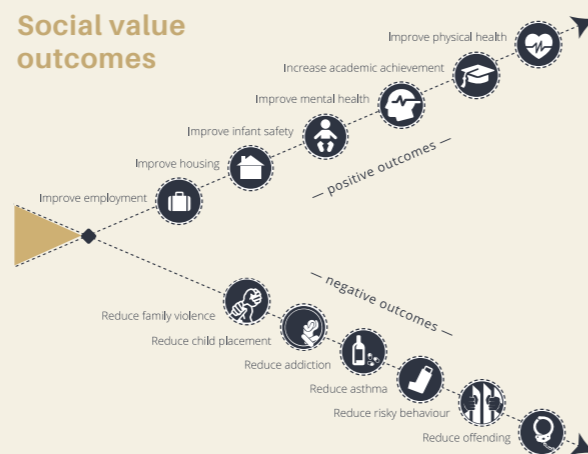 Social value
outcomes
Improve physical health
Increase academic achievement
Improve mental health
Improve infant safety
Improve housing
Improve employment
— positive outcomes —
— negative outcomes —
Reduce family violence
Reduce child placement
Reduce addiction
Reduce asthma
Reduce risky behaviour
Reduce offending